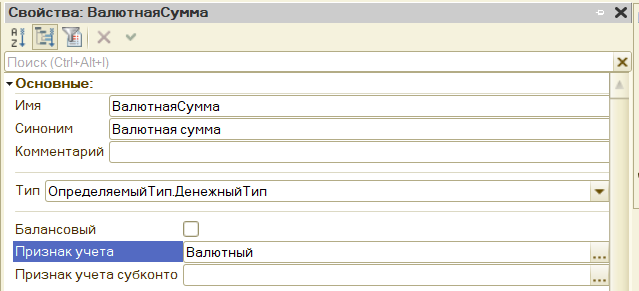 Свойства: ВалютнаяСумма
Поиск (Ctrl+Alt+I)
Основные:
Имя ВалютнаяСумма
Синоним Валютная сумма
Комментарий
Тип ОпределяемыйТип.ДенежныйТип
Балансовый
Признак учета Валютный ...
Признак учета субконто ...